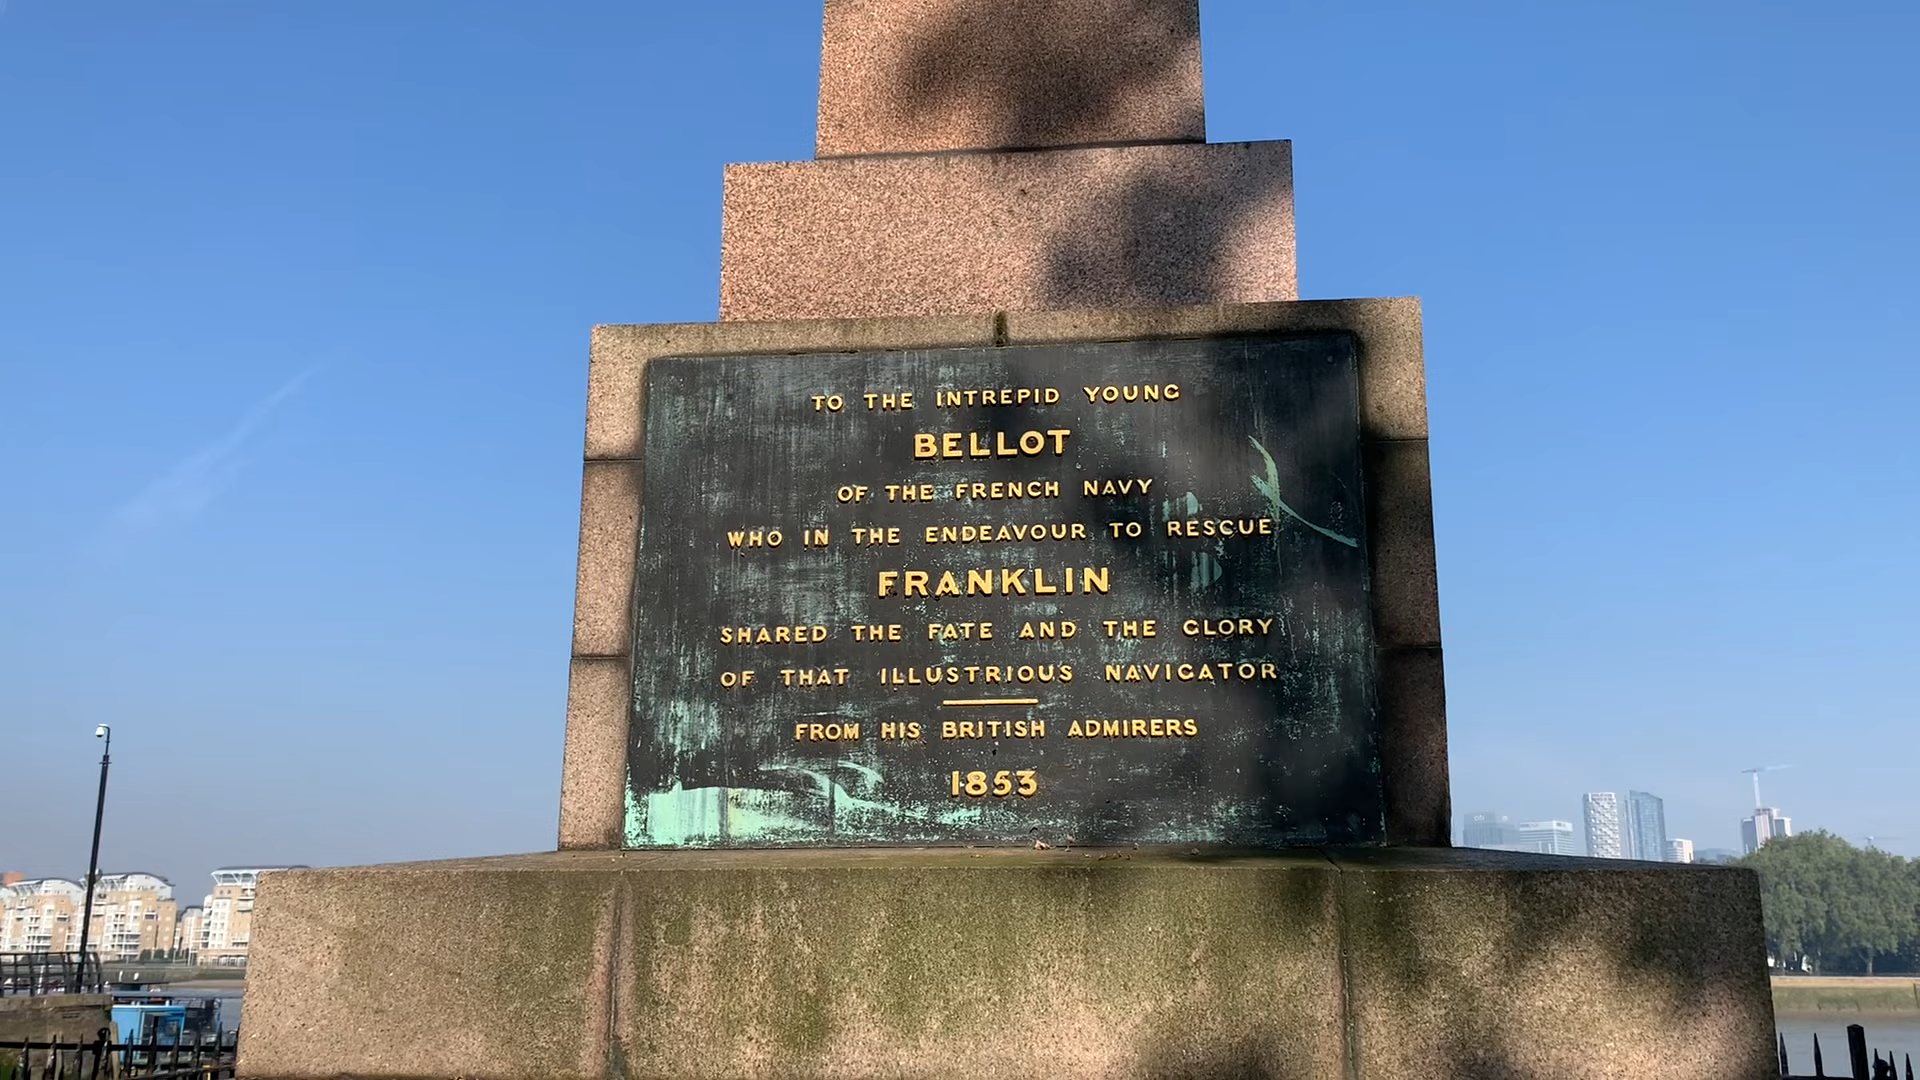 TO THE INTREPID YOUNG
BELLOT
OF THE FRENCH NAVY
WHO IN THE ENDEAVOUR TO RESCUE
FRANKLIN
SHARED THE FATE AND THE GLORY
OF THAT ILLUSTRIOUS NAVIGATOR
FROM HIS BRITISH ADMIRERS
1853
citi